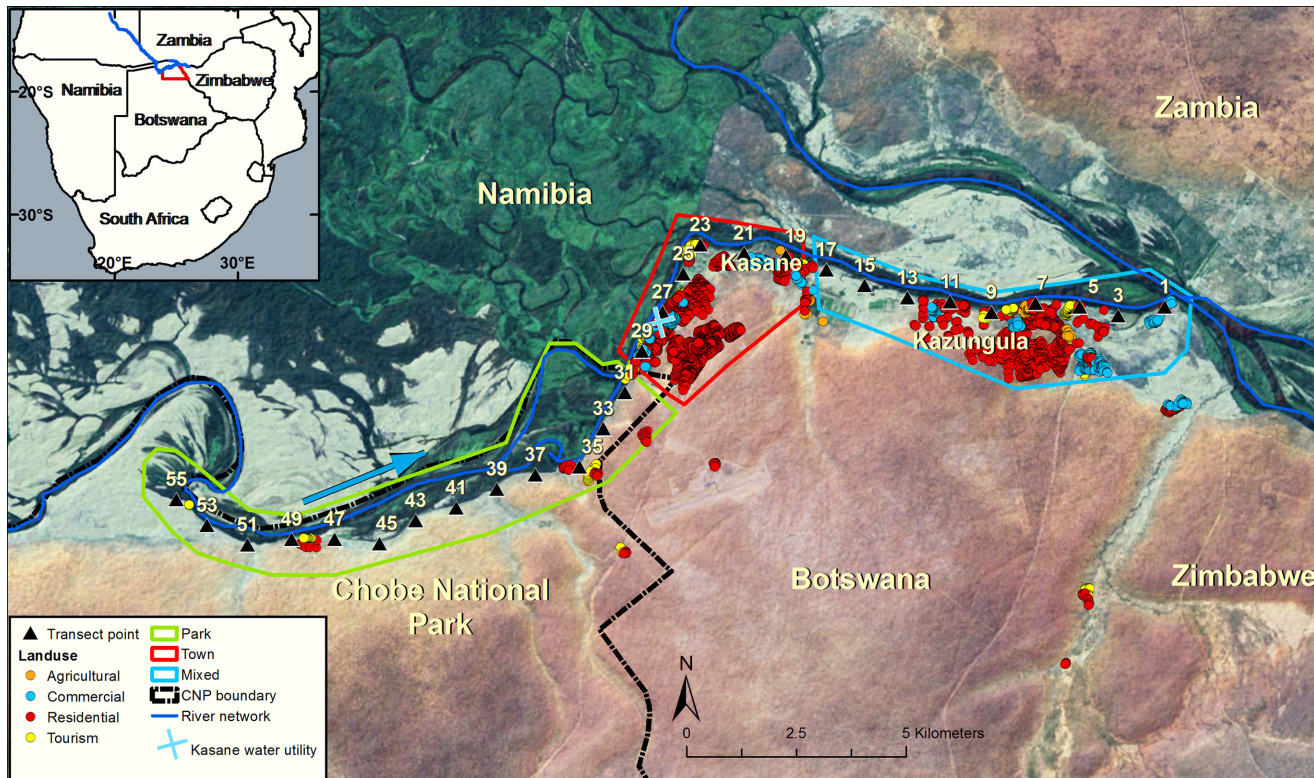 Zambia
Zimbabwe
Namibia
Botswana
South Africa
20°S
30°S
20°E
30°E
Zambia
Namibia
23
21
19
17
25
Kasane
15
13
11
9
7
5
3
1
27
Kazungula
29
31
33
35
37
39
41
43
45
47
49
51
53
55
Chobe National
Park
Botswana
Zimbabwe
Transect point
Landuse
Agricultural
Commercial
Residential
Tourism
Park
Town
Mixed
CNP boundary
River network
Kasane water utility
N
0
2.5
5 Kilometers